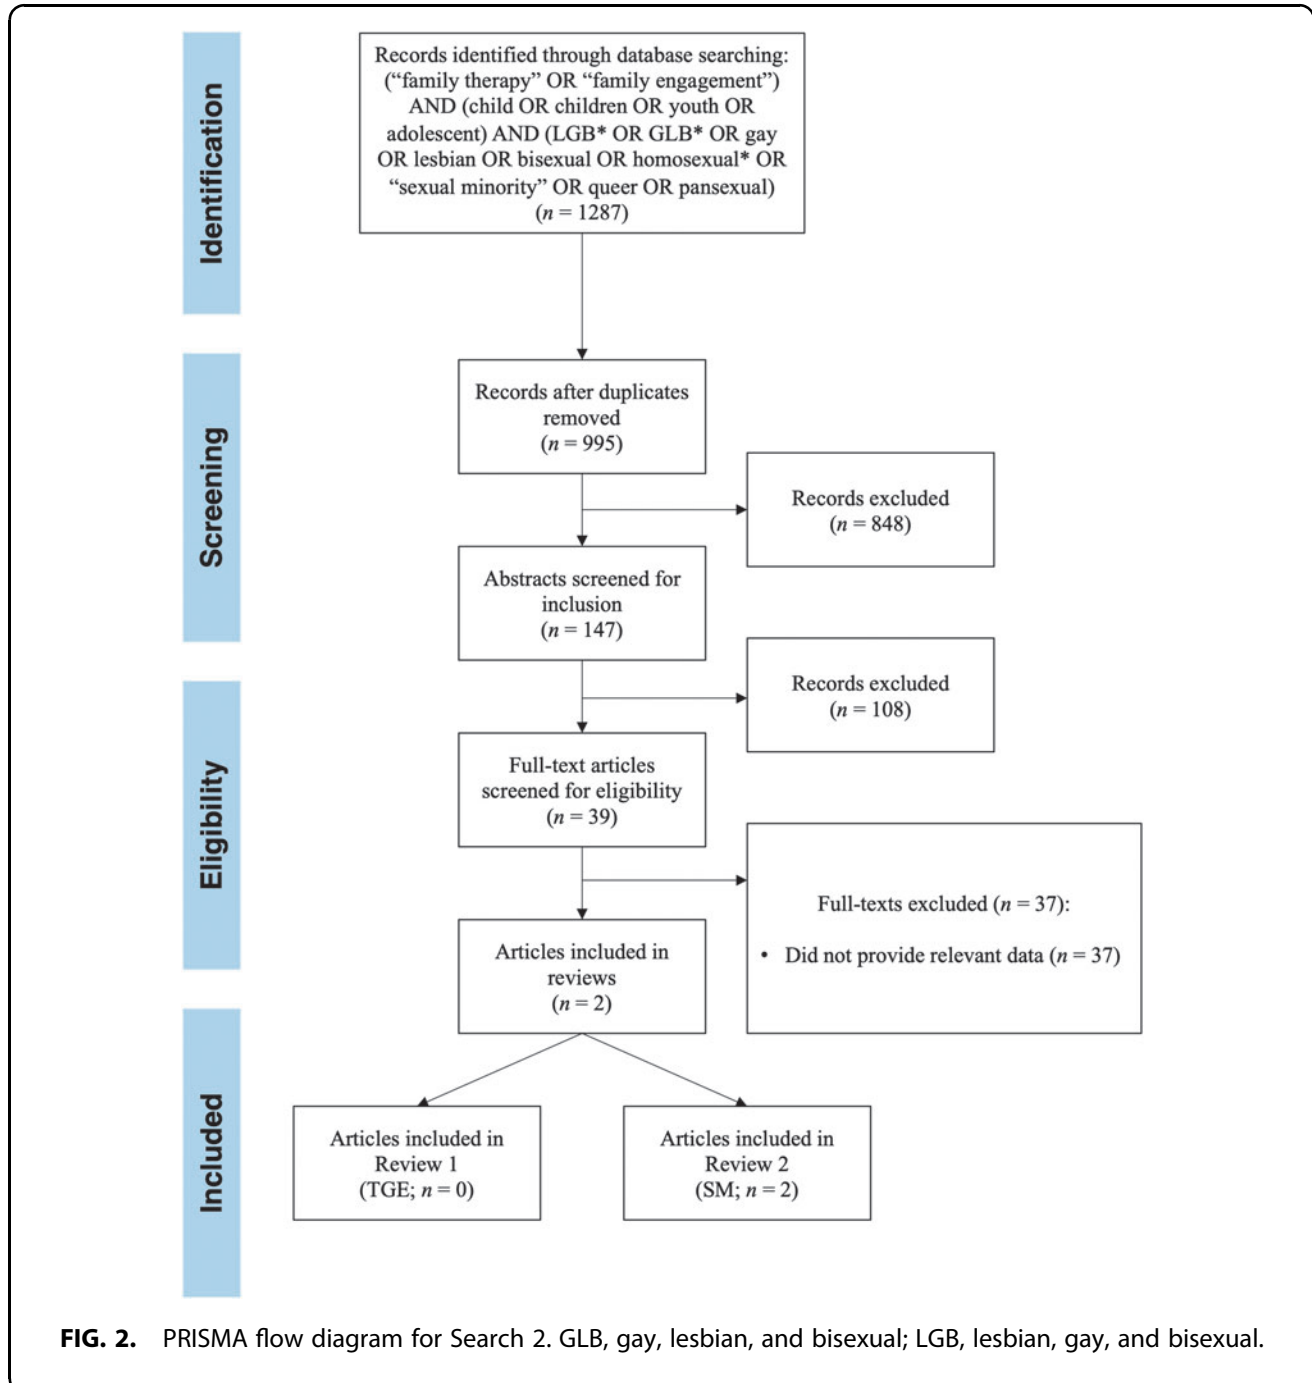 Identification
Records identified through database searching:
(“family therapy” OR “family engagement”)
AND (child OR children OR youth OR
adolescent) AND (LGB* OR GLB* OR gay
OR lesbian OR bisexual OR homosexual* OR
“sexual minority” OR queer OR pansexual)
(n = 1287)
Screening
Records after duplicates
removed
(n = 995)
Records excluded
(n = 848)
Abstracts screened for
inclusion
(n = 147)
Records excluded
(n = 108)
Eligibility
Full-text articles
screened for eligibility
(n = 39)
Full-texts excluded (n = 37):
• Did not provide relevant data (n = 37)
Articles included in
reviews
(n = 2)
Included
Articles included in
Review 1
(TGE; n = 0)
Articles included in
Review 2
(SM; n = 2)
FIG. 2. PRISMA flow diagram for Search 2. GLB, gay, lesbian, and bisexual; LGB, lesbian, gay, and bisexual.